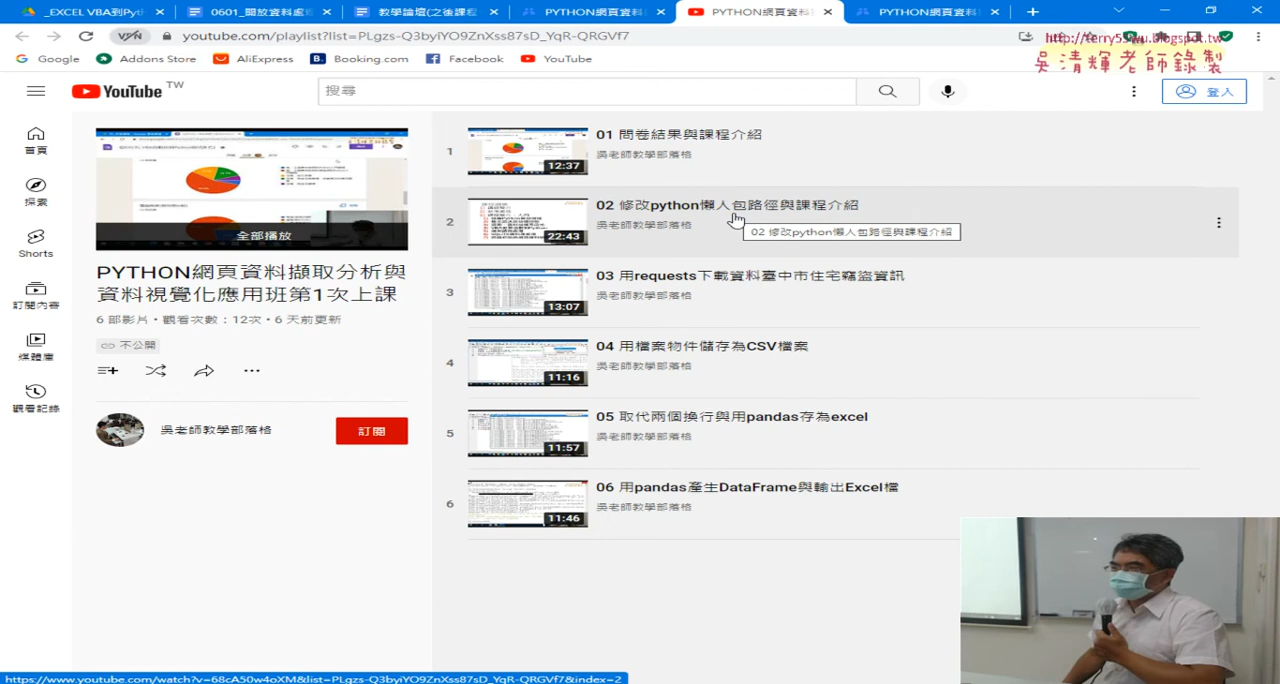 _EXCEL VBA到Pyth
0601_開放資料處理
教學論壇(之後課程
PYTHON網頁資料
PYTHON網頁資料
PYTHON網頁資料
VPN
youtube.com/playlist?list=PLgzs-Q3byiYO9ZnXss87sD_YqR-QRGVf7
http://terry55wu.blogspot.tw
吳清輝老師錄製
Google
Addons Store
AliExpress
Booking.com
Facebook
YouTube
YouTube TW
搜尋
登入
首頁
探索
Shorts
訂閱內容
媒體庫
觀看記錄
全部播放
PYTHON網頁資料擷取分析與
資料視覺化應用班第1次上課
6 部影片・觀看次數：12次・6 天前更新
不公開
吳老師教學部落格
訂閱
1
12:37
01 問卷結果與課程介紹
吳老師教學部落格
2
22:43
02 修改python懶人包路徑與課程介紹
吳老師教學部落格
02 修改python懶人包路徑與課程介紹
3
13:07
03 用requests下載資料臺中市住宅竊盜資訊
吳老師教學部落格
4
11:16
04 用檔案物件儲存為CSV檔案
吳老師教學部落格
5
11:57
05 取代兩個換行與用pandas存為excel
吳老師教學部落格
6
11:46
06 用pandas產生DataFrame與輸出Excel檔
吳老師教學部落格
https://www.youtube.com/watch?v=68cA50w4oXM&list=PLgzs-Q3byiYO9ZnXss87sD_YqR-QRGVf7&index=2